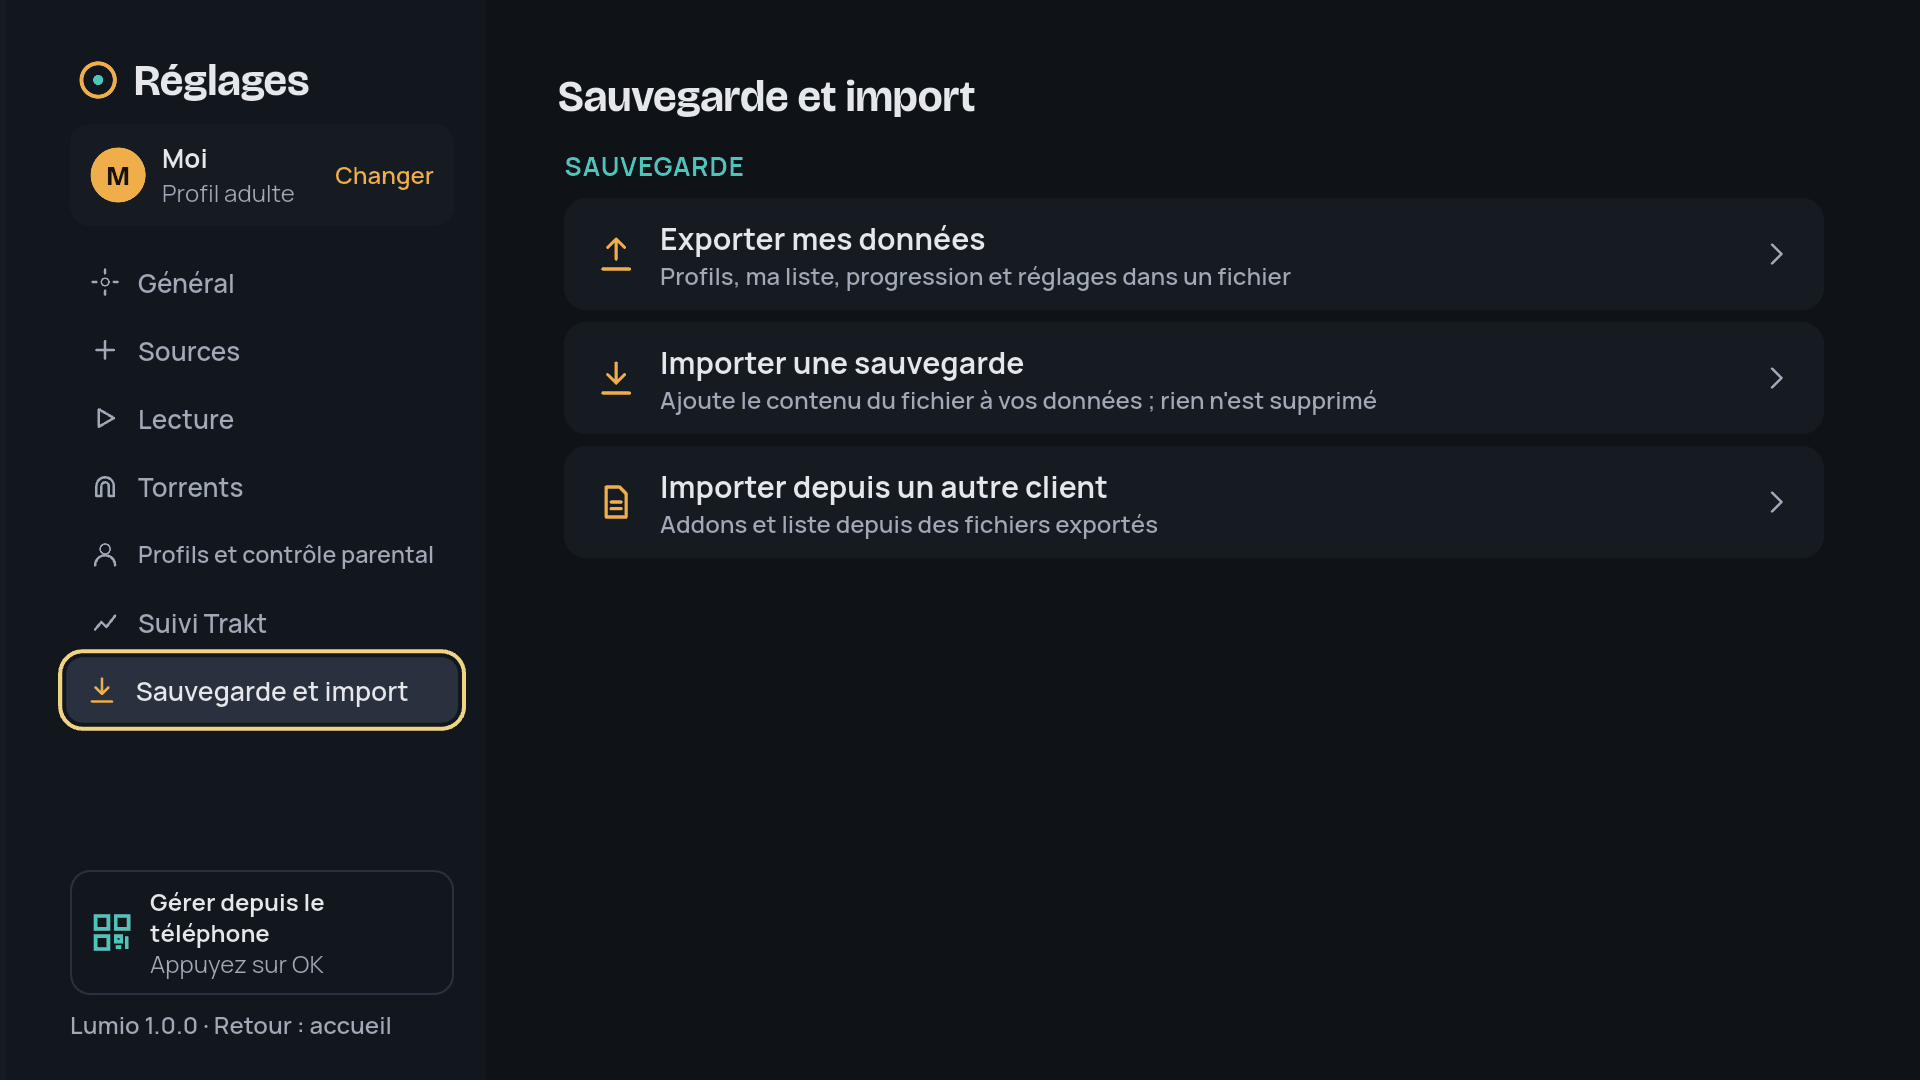 Réglages
M
Moi
Profil adulte
Changer
Général
Sources
Lecture
Torrents
Profils et contrôle parental
Suivi Trakt
Sauvegarde et import
Gérer depuis le
téléphone
Appuyez sur OK
Lumio 1.0.0 · Retour : accueil
Sauvegarde et import
SAUVEGARDE
Exporter mes données
Profils, ma liste, progression et réglages dans un fichier
Importer une sauvegarde
Ajoute le contenu du fichier à vos données ; rien n'est supprimé
Importer depuis un autre client
Addons et liste depuis des fichiers exportés